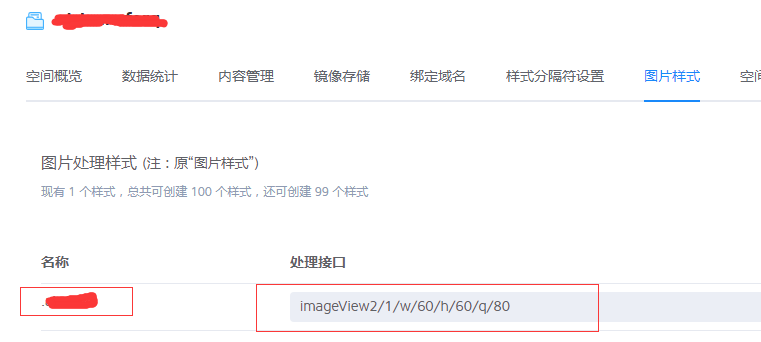 空间概览 数据统计 内容管理 镜像存储 绑定域名 样式分隔符设置 图片样式 空
图片处理样式 (注：原“图片样式”)
现有 1 个样式，总共可创建 100 个样式，还可创建 99 个样式
名称 处理接口
imageView2/1/w/60/h/60/q/80